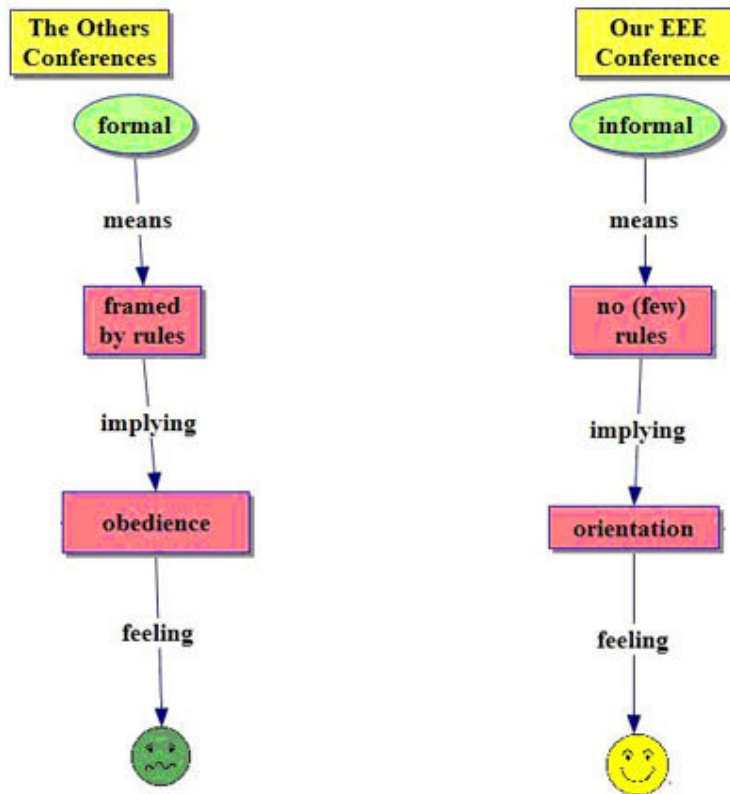 The Others
Conferences
formal
means
framed
by rules
implying
obedience
feeling
Our EEE
Conference
informal
means
no (few)
rules
implying
orientation
feeling